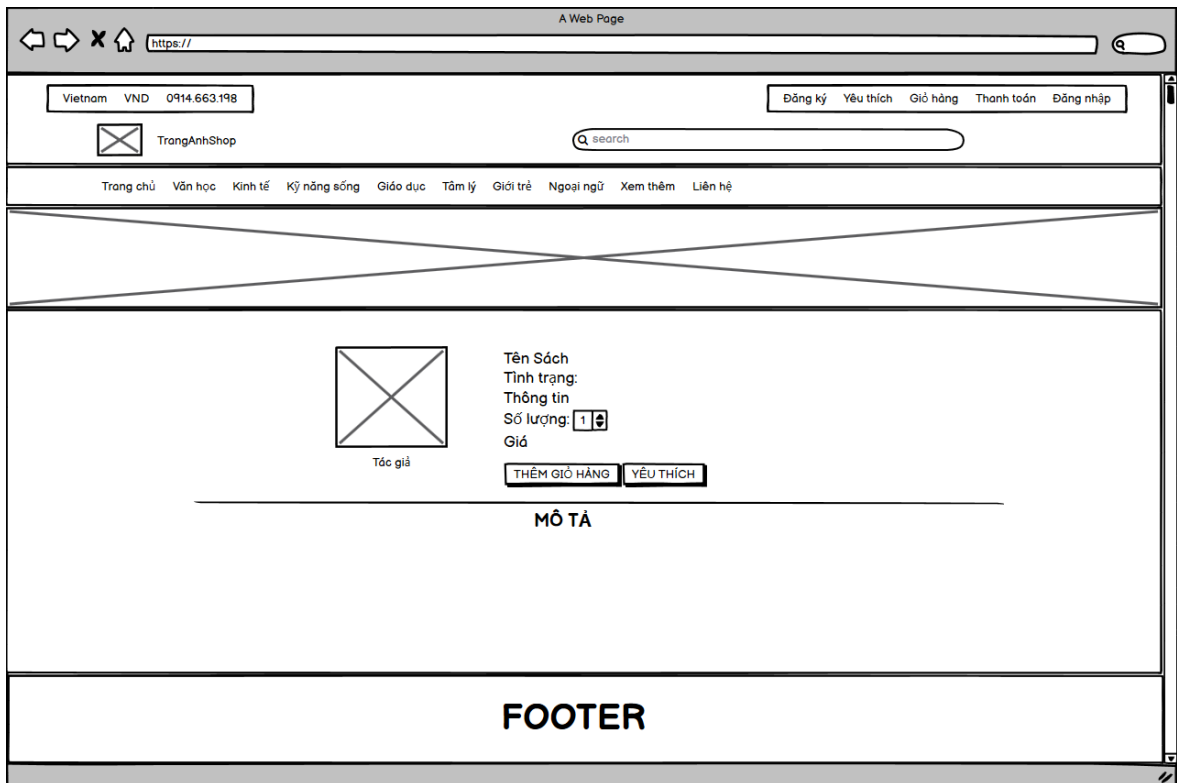 A Web Page
https://
Vietnam VND 0914.663.198
Đăng ký Yêu thích Giỏ hàng Thanh toán Đăng nhập
TrangAnhShop
search
Trang chủ Văn học Kinh tế Kỹ năng sống Giáo dục Tâm lý Giới trẻ Ngoại ngữ Xem thêm Liên hệ
Tên Sách
Tình trạng:
Thông tin
Số lượng: 1
Giá
Tác giả
THÊM GIỎ HÀNG YÊU THÍCH
MÔ TẢ
FOOTER